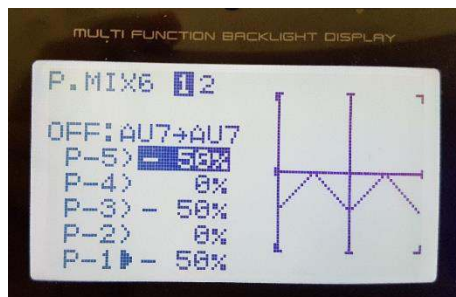 MULTI FUNCTION BACKLIGHT DISPLAY
P.MIX6 1 2
OFF:AU7→AU7
P-5) - 50%
P-4) 0%
P-3) - 50%
P-2) 0%
P-1▶- 50%